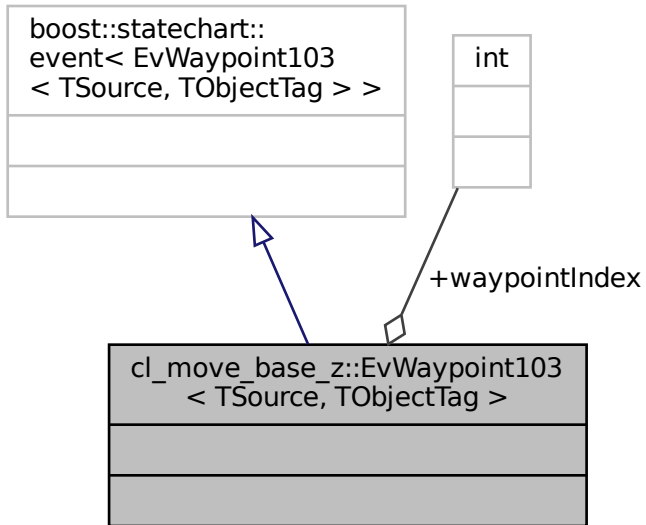 boost::statechart::
event< EvWaypoint103
< TSource, TObjectTag > >
int
+waypointIndex
cl_move_base_z::EvWaypoint103
< TSource, TObjectTag >